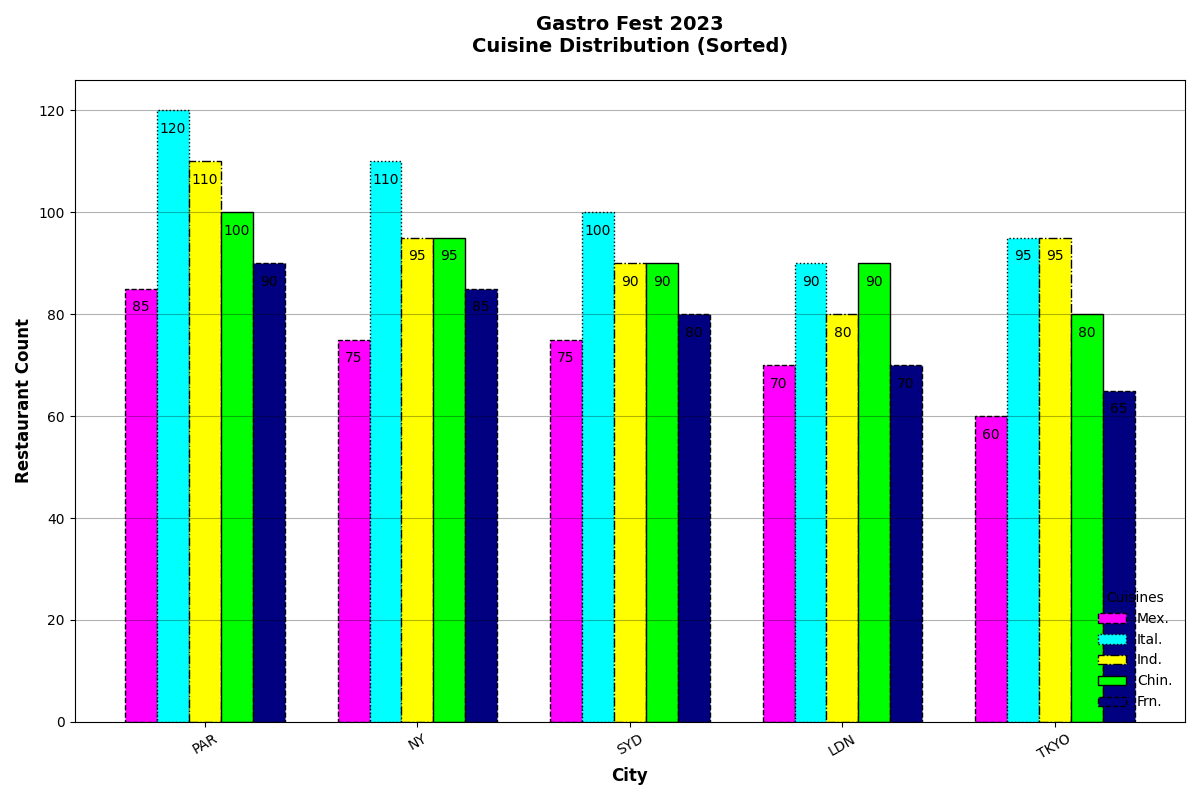 Gastro Fest 2023
Cuisine Distribution (Sorted)
Restaurant Count
120
100
80
60
40
20
0
85 120 110 100 90
75 110 95 95 85
75 100 90 90 80
70 90 80 90 70
60 95 95 80 65
Cuisines
Mex.
Ital.
Ind.
Chin.
Frn.
PAR NY SYD LDN TKYO
City